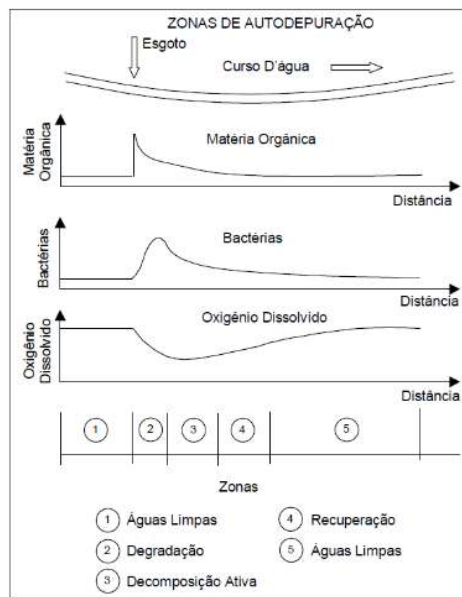 ZONAS DE AUTODEPURAÇÃO
Esgoto
Curso D'água
Matéria
Orgânica
Matéria Orgânica
Distância
Bactérias
Bactérias
Distância
Oxigênio
Dissolvido
Oxigênio Dissolvido
Distância
1 2 3 4 5
Zonas
1 Águas Limpas
4 Recuperação
2 Degradação
5 Águas Limpas
3 Decomposição Ativa